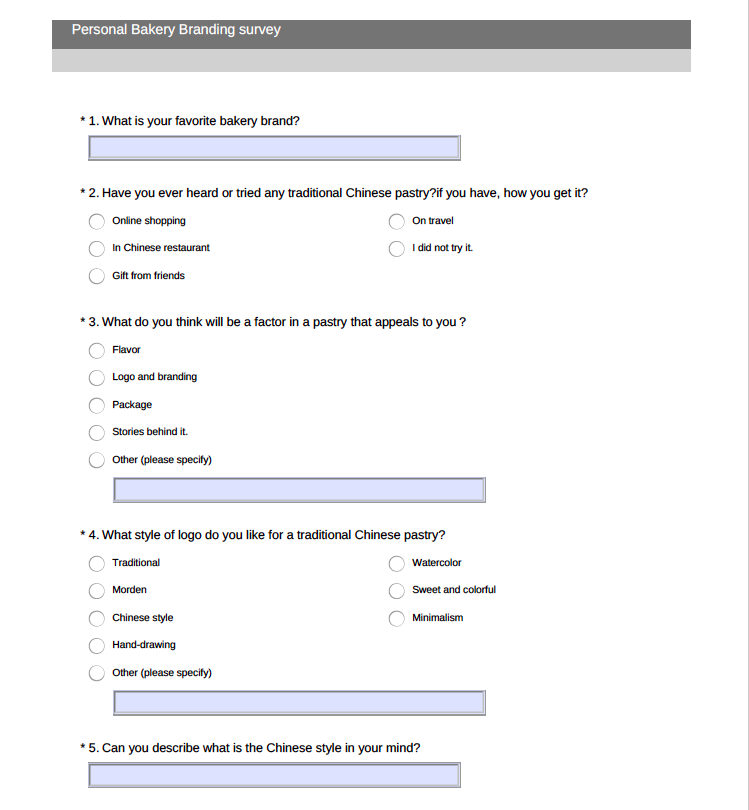 Personal Bakery Branding survey
* 1. What is your favorite bakery brand?
* 2. Have you ever heard or tried any traditional Chinese pastry?if you have, how you get it?
Online shopping
On travel
In Chinese restaurant
I did not try it.
Gift from friends
* 3. What do you think will be a factor in a pastry that appeals to you ?
Flavor
Logo and branding
Package
Stories behind it.
Other (please specify)
* 4. What style of logo do you like for a traditional Chinese pastry?
Traditional
Watercolor
Morden
Sweet and colorful
Chinese style
Minimalism
Hand-drawing
Other (please specify)
* 5. Can you describe what is the Chinese style in your mind?